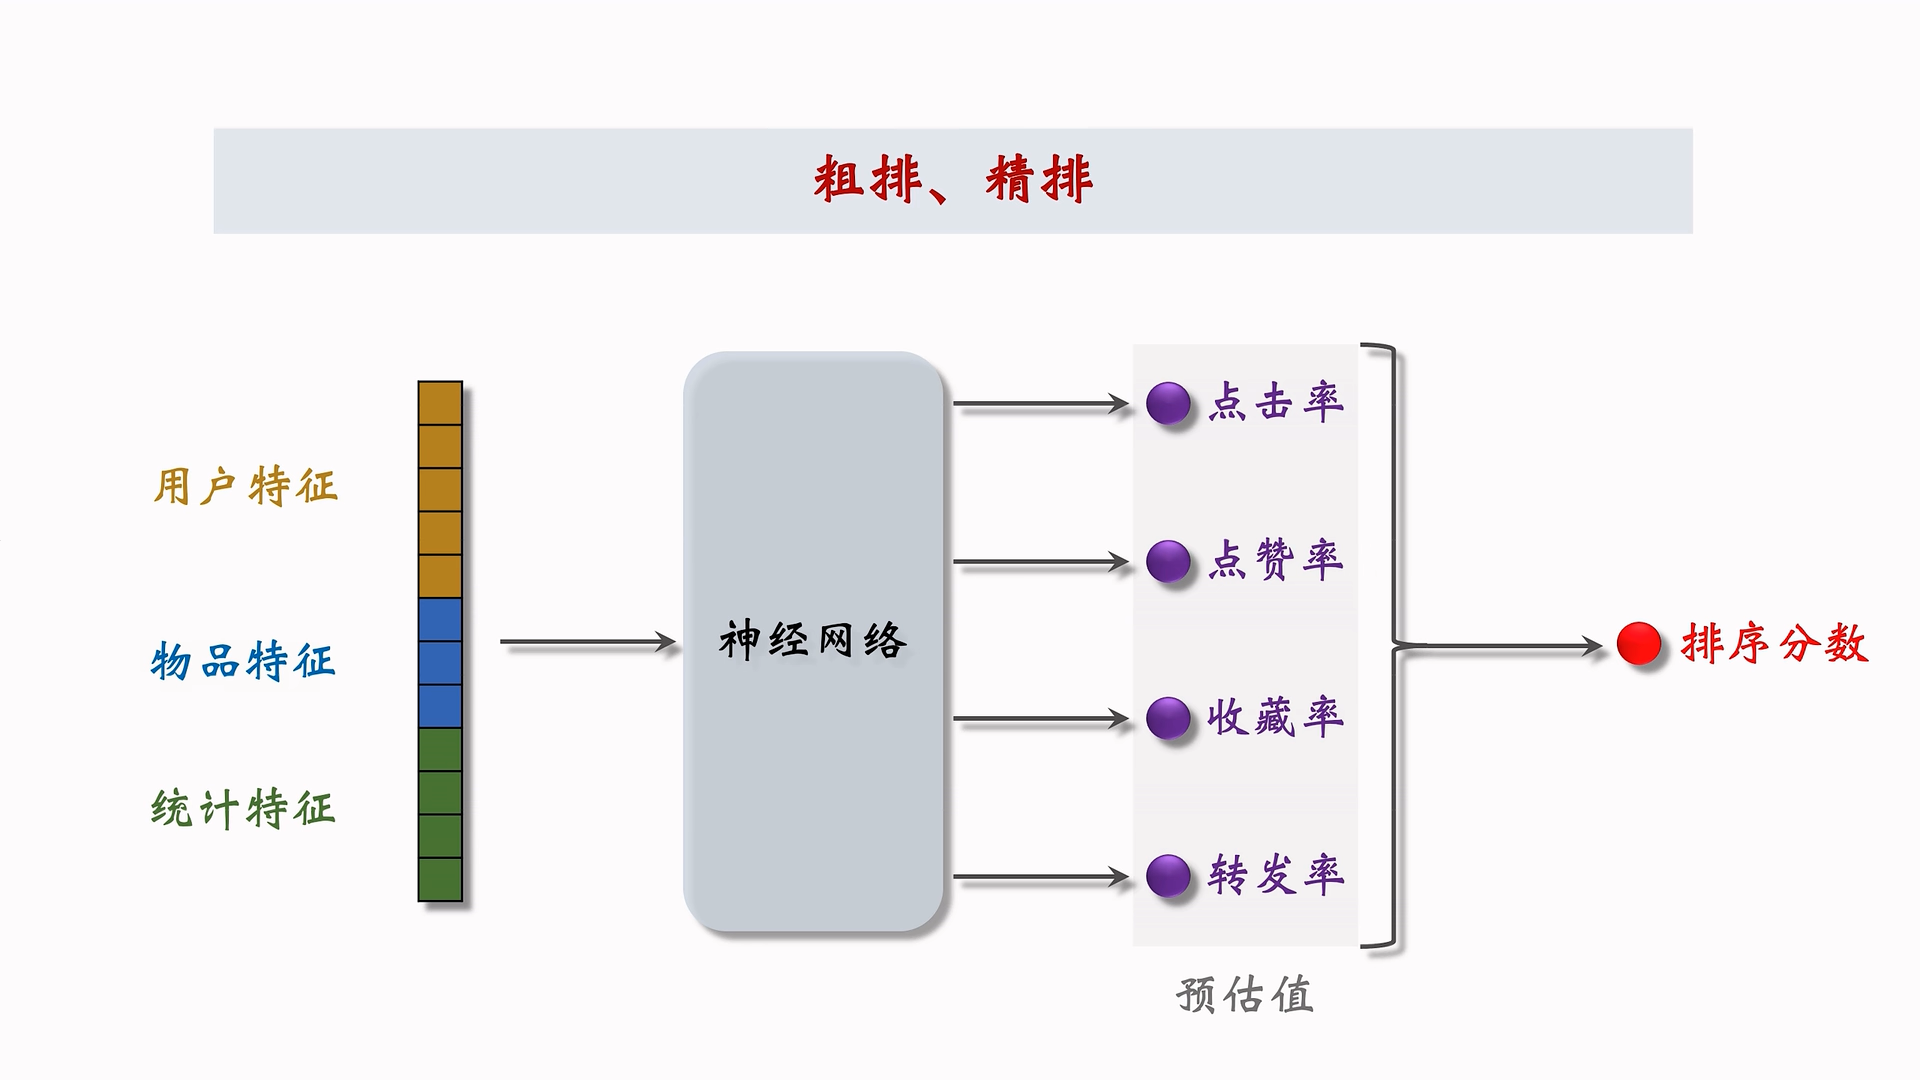 粗排、精排
用户特征
物品特征
统计特征
神经网络
点击率
点赞率
收藏率
转发率
预估值
排序分数